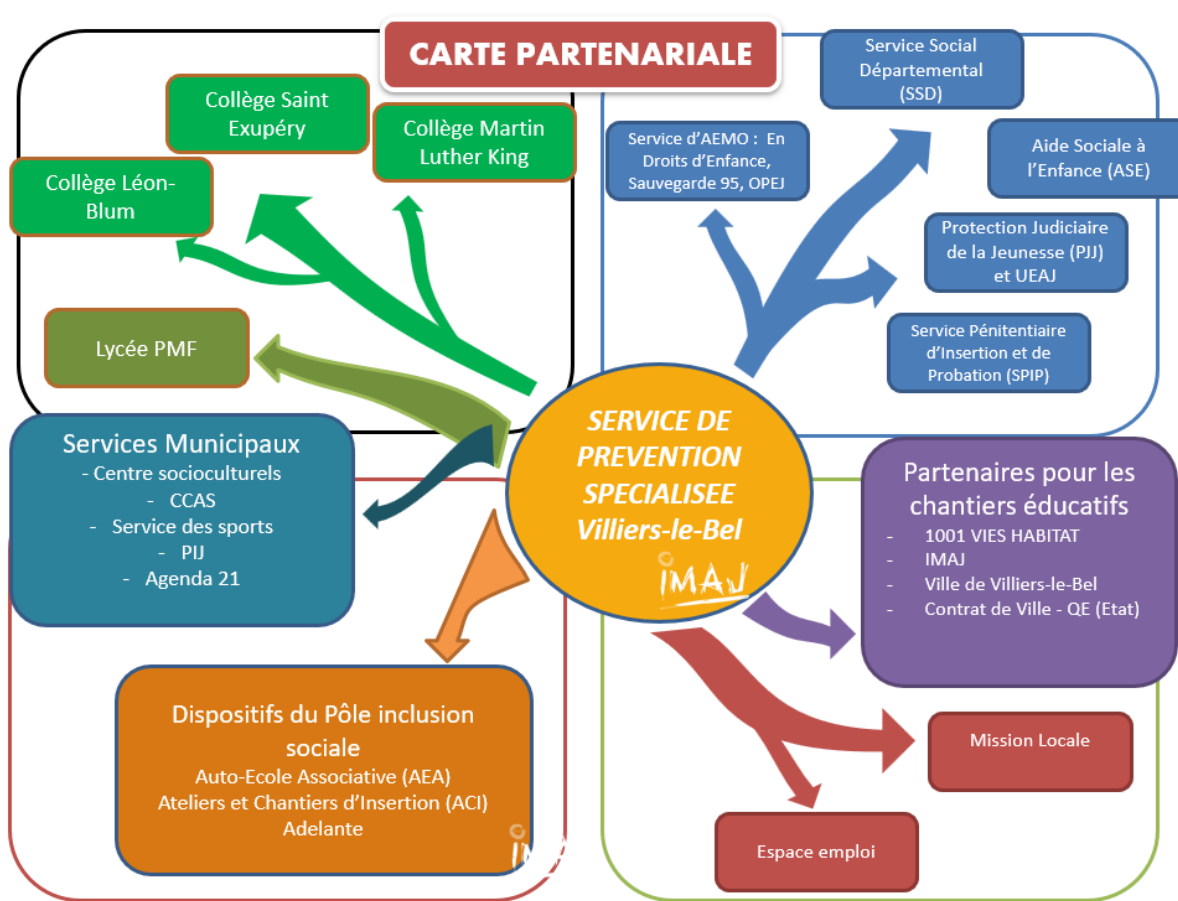 CARTE PARTENARIALE
Collège Saint
Exupéry
Collège Martin
Luther King
Collège Léon-
Blum
Lycée PMF
Service Social
Départemental
(SSD)
Service d'AEMO : En
Droits d'Enfance,
Sauvegarde 95, OPEJ
Aide Sociale à
l'Enfance (ASE)
Protection Judiciaire
de la Jeunesse (PJJ)
et UEAJ
Service Pénitentiaire
d'Insertion et de
Probation (SPIP)
SERVICE DE
PREVENTION
SPECIALISEE
Villiers-le-Bel
iMAJ
Services Municipaux
- Centre socioculturels
- CCAS
- Service des sports
- PIJ
- Agenda 21
Partenaires pour les
chantiers éducatifs
- 1001 VIES HABITAT
- IMAJ
- Ville de Villiers-le-Bel
- Contrat de Ville - QE (Etat)
Dispositifs du Pôle inclusion
sociale
Auto-Ecole Associative (AEA)
Ateliers et Chantiers d'Insertion (ACI)
Adelante
Mission Locale
Espace emploi